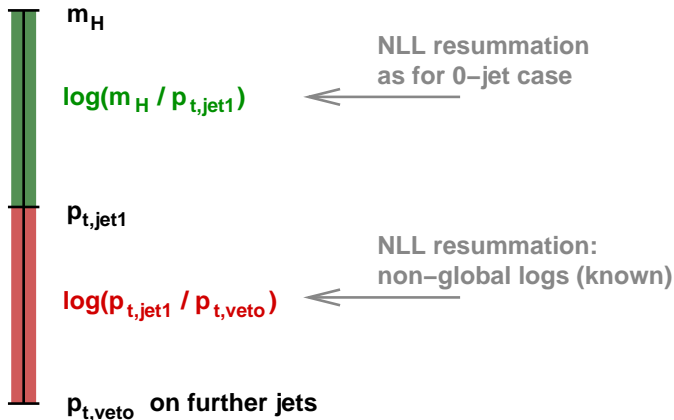 m_H
NLL resummation
as for 0−jet case
log(m_H / p_t,jet1)
p_t,jet1
NLL resummation:
non−global logs (known)
log(p_t,jet1 / p_t,veto)
p_t,veto on further jets